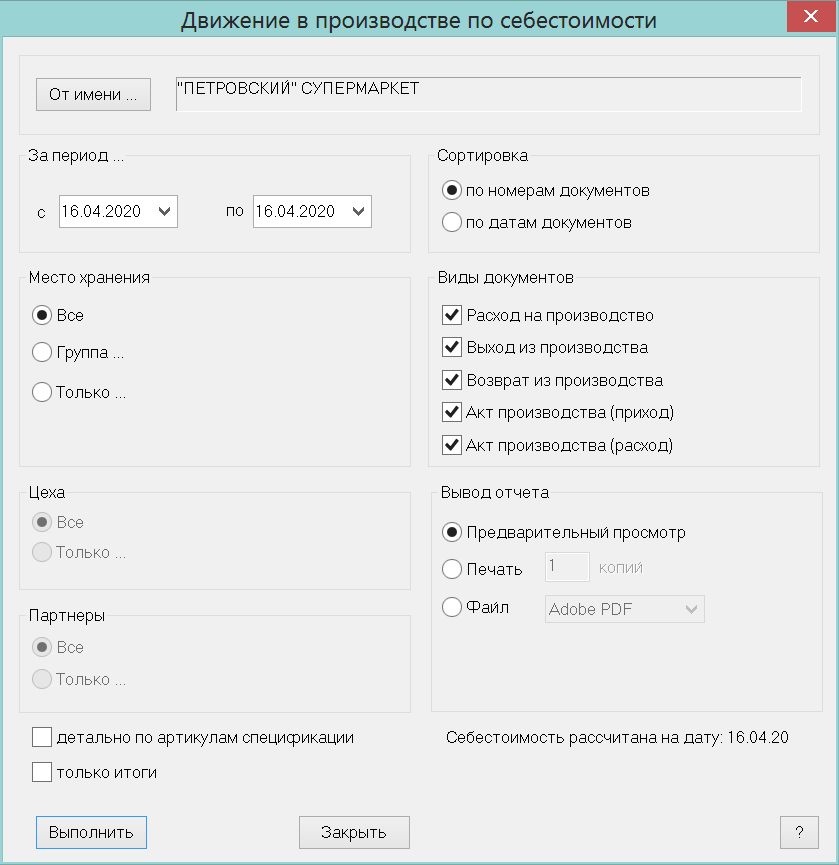 Движение в производстве по себестоимости
От имени ...
"ПЕТРОВСКИЙ" СУПЕРМАРКЕТ
За период ...
с 16.04.2020 по 16.04.2020
Сортировка
по номерам документов
по датам документов
Место хранения
Все
Группа ...
Только ...
Виды документов
Расход на производство
Выход из производства
Возврат из производства
Акт производства (приход)
Акт производства (расход)
Цеха
Все
Только ...
Вывод отчета
Предварительный просмотр
Печать 1 копий
Файл Adobe PDF
Партнеры
Все
Только ...
детально по артикулам спецификации
только итоги
Себестоимость рассчитана на дату: 16.04.20
Выполнить
Закрыть
?